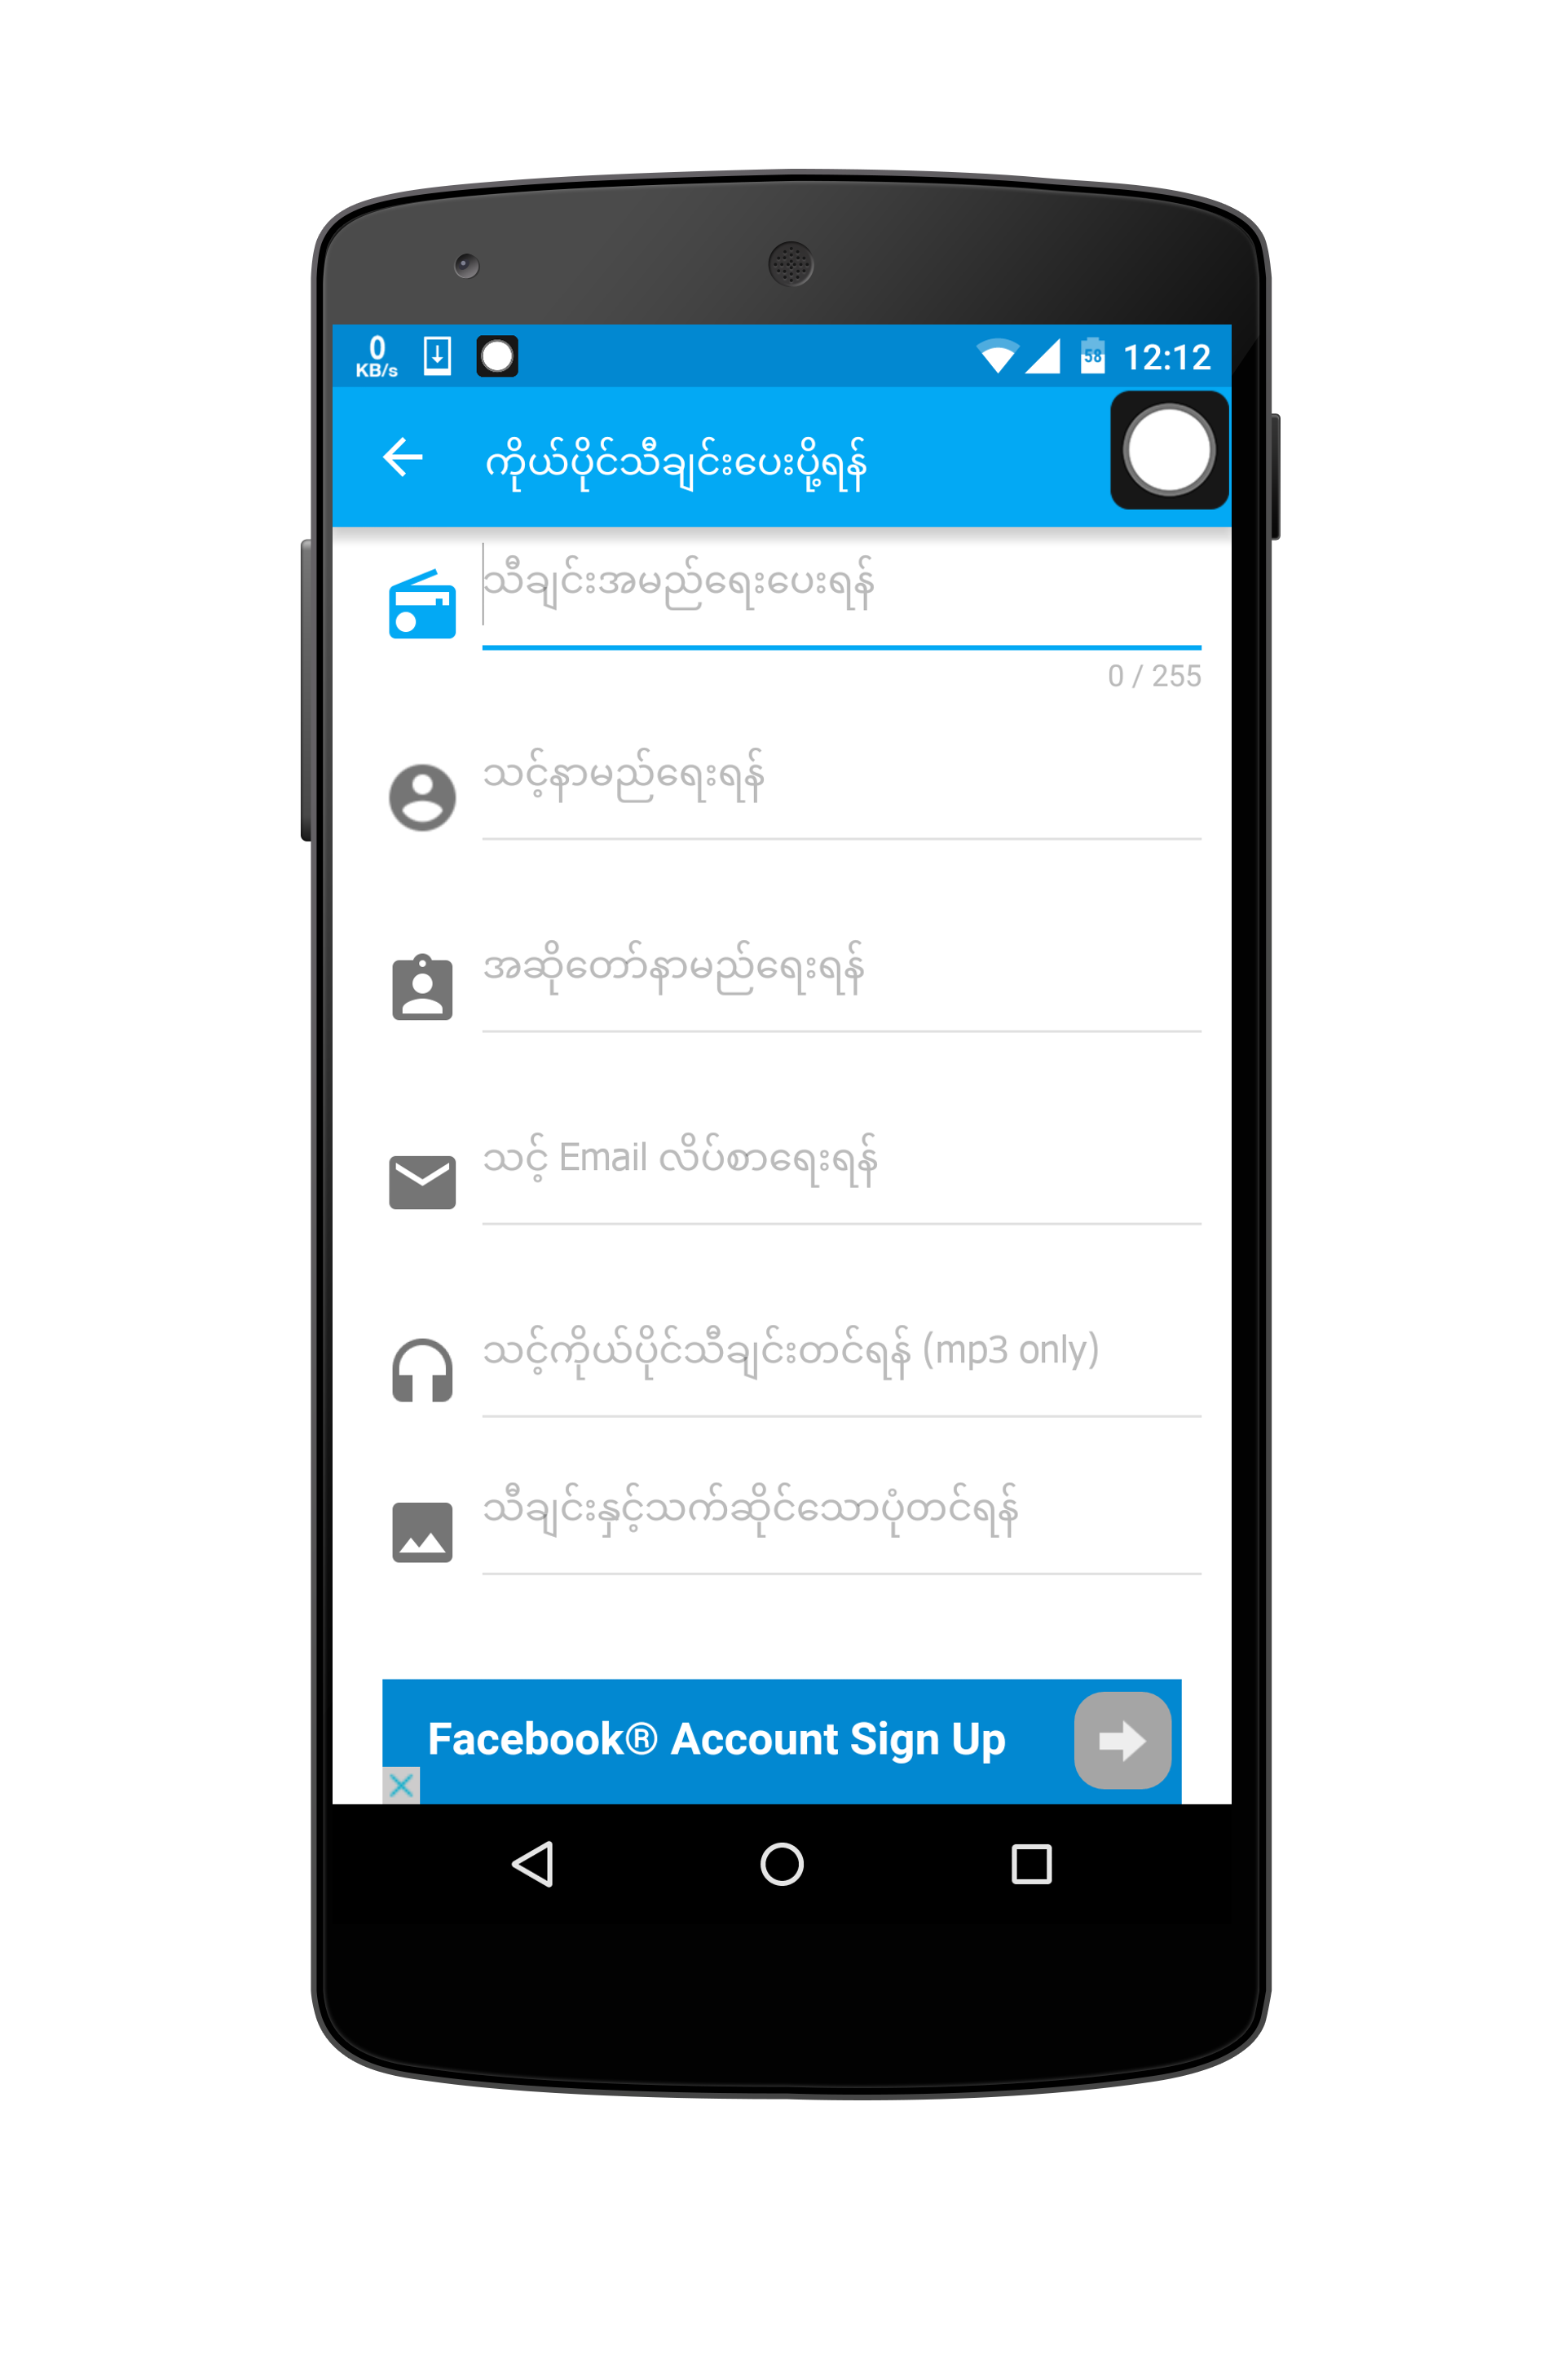 0
KB/s
58
12:12
ကိုယ်ပိုင်သီချင်းပေးပို့ရန်
သီချင်းအမည်ရေးပေးရန်
0 / 255
သင့်နာမည်ရေးရန်
အဆိုတော်နာမည်ရေးရန်
သင့် Email လိပ်စာရေးရန်
သင့်ကိုယ်ပိုင်သီချင်းတင်ရန် (mp3 only)
သီချင်းနှင့်သက်ဆိုင်သောပုံတင်ရန်
Facebook® Account Sign Up